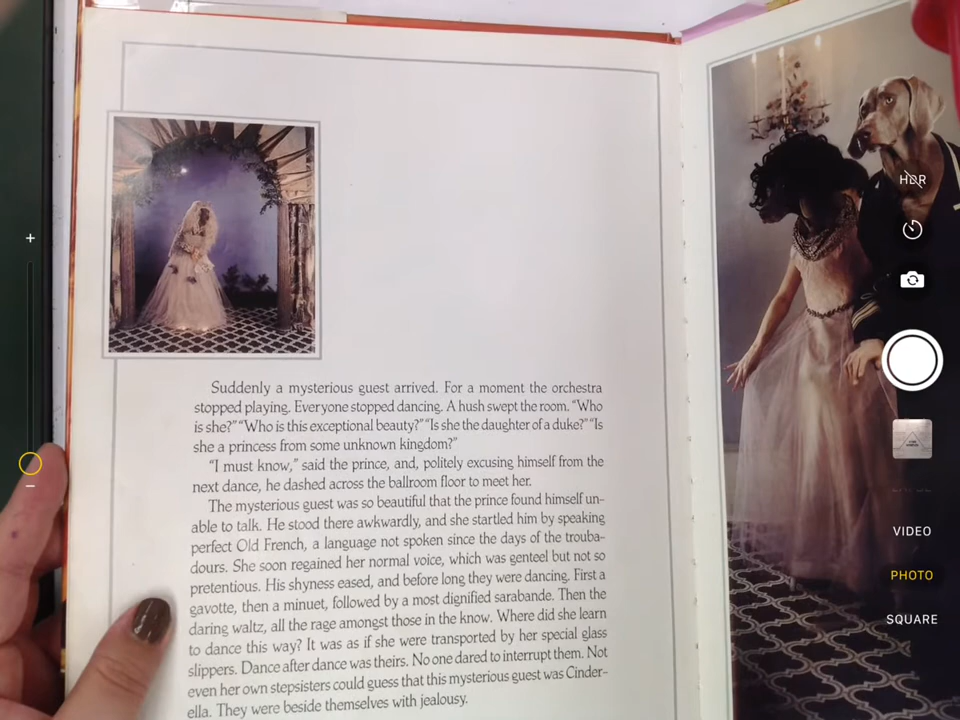 Suddenly a mysterious guest arrived. For a moment the orchestra
stopped playing. Everyone stopped dancing. A hush swept the room. "Who
is she?" "Who is this exceptional beauty?" "Is she the daughter of a duke?" "Is
she a princess from some unknown kingdom?"
"I must know," said the prince, and, politely excusing himself from the
next dance, he dashed across the ballroom floor to meet her.
The mysterious guest was so beautiful that the prince found himself un-
able to talk. He stood there awkwardly, and she startled him by speaking
perfect Old French, a language not spoken since the days of the trouba-
dours. She soon regained her normal voice, which was genteel but not so
pretentious. His shyness eased, and before long they were dancing. First a
gavotte, then a minuet, followed by a most dignified sarabande. Then the
daring waltz, all the rage amongst those in the know. Where did she learn
to dance this way? It was as if she were transported by her special glass
slippers. Dance after dance was theirs. No one dared to interrupt them. Not
even her own stepsisters could guess that this mysterious guest was Cinder-
ella. They were beside themselves with jealousy.
HDR
VIDEO
PHOTO
SQUARE